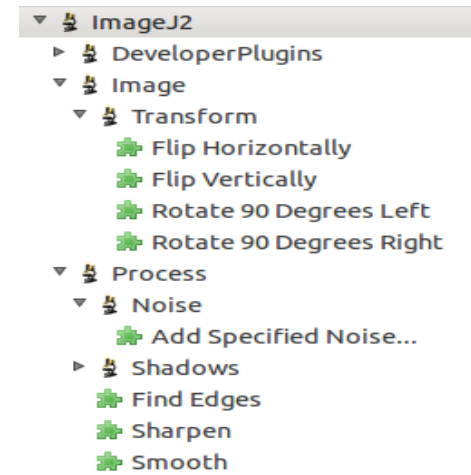 ImageJ2
DeveloperPlugins
Image
Transform
Flip Horizontally
Flip Vertically
Rotate 90 Degrees Left
Rotate 90 Degrees Right
Process
Noise
Add Specified Noise...
Shadows
Find Edges
Sharpen
Smooth